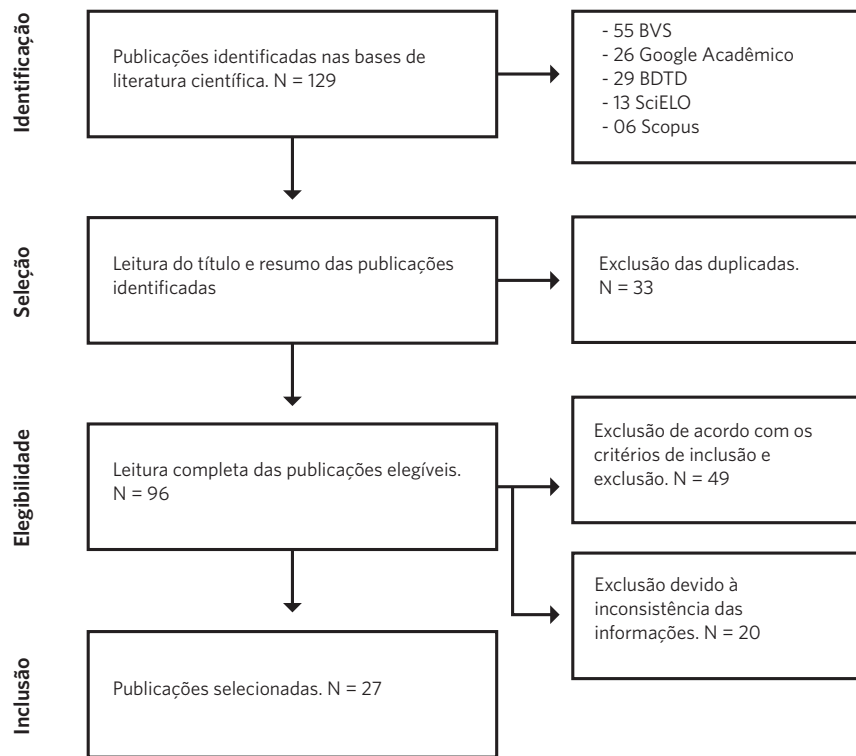 Identificação
Publicações identificadas nas bases de
literatura científica. N = 129
- 55 BVS
- 26 Google Acadêmico
- 29 BDTD
- 13 SciELO
- 06 Scopus
Seleção
Leitura do título e resumo das publicações
identificadas
Exclusão das duplicadas.
N = 33
Elegibilidade
Leitura completa das publicações elegíveis.
N = 96
Exclusão de acordo com os
critérios de inclusão e
exclusão. N = 49
Exclusão devido à
inconsistência das
informações. N = 20
Inclusão
Publicações selecionadas. N = 27